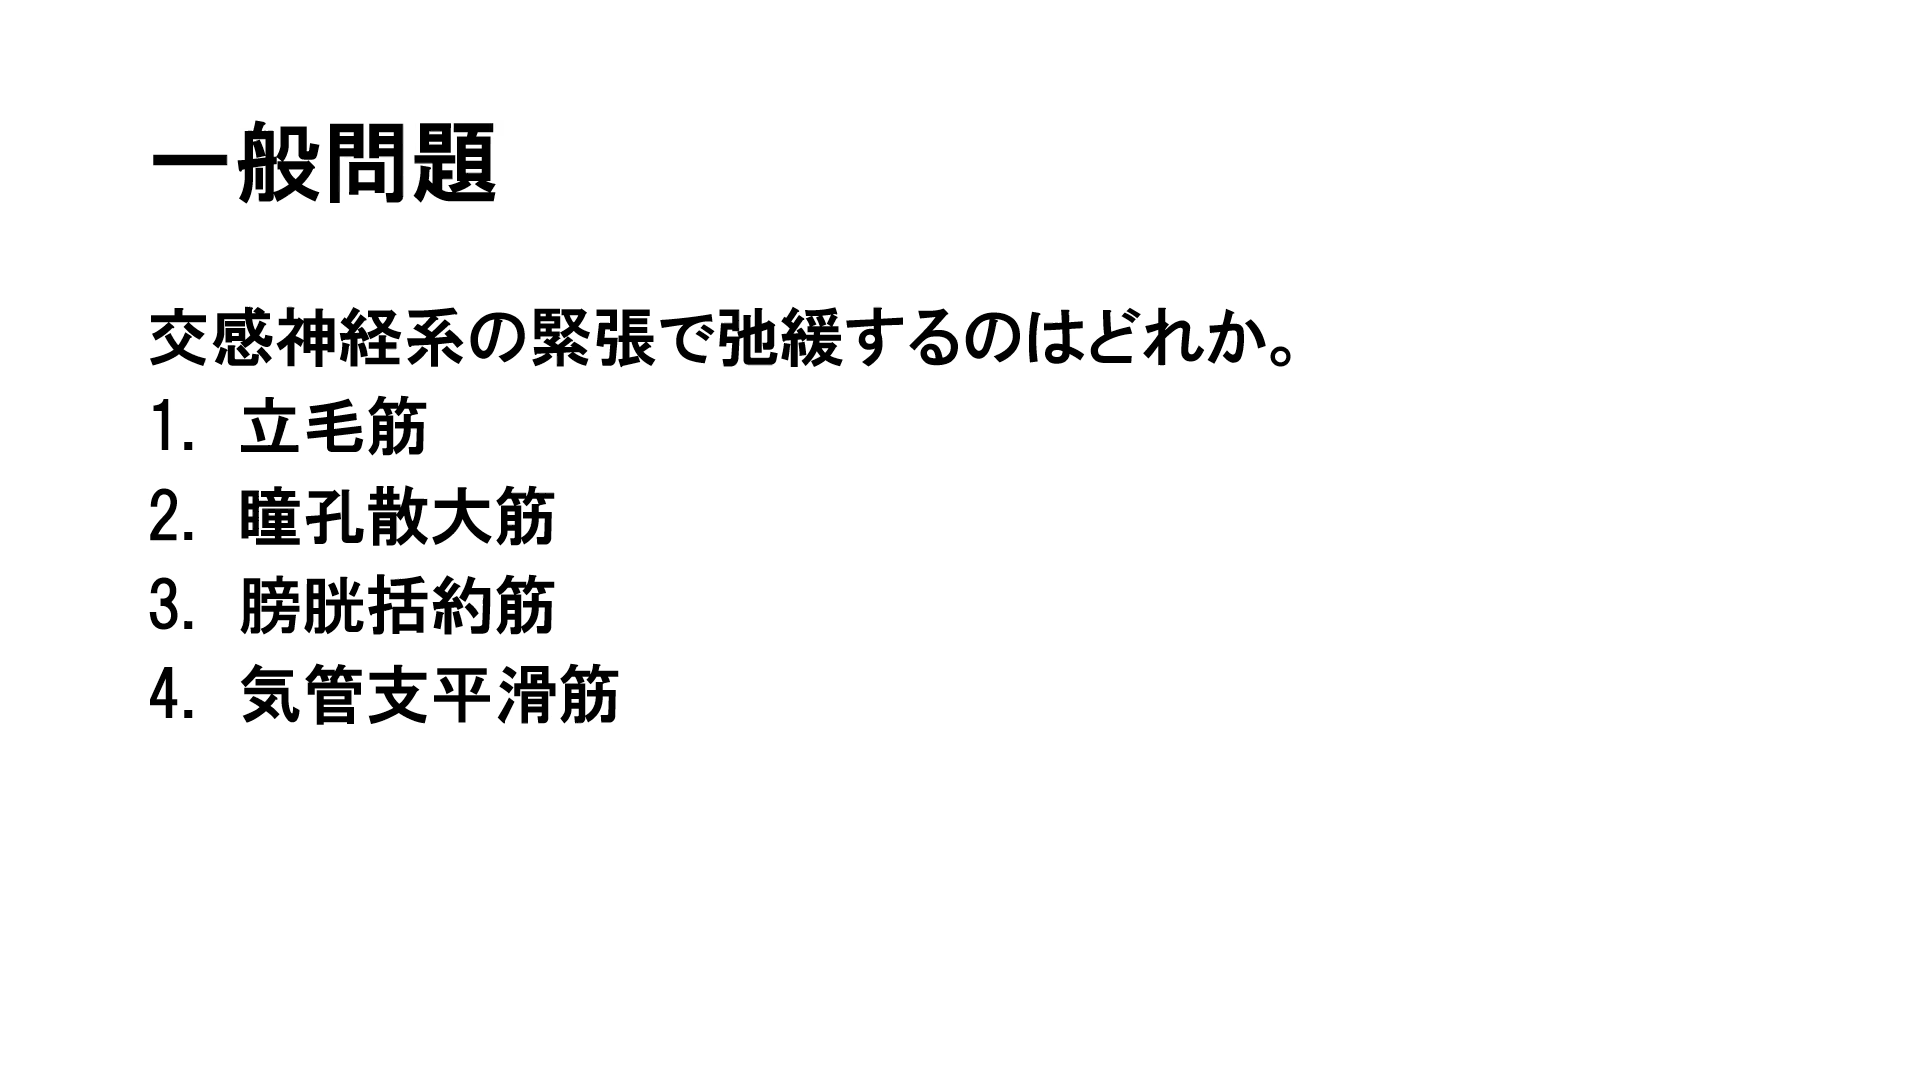 一般問題
交感神経系の緊張で弛緩するのはどれか。
1. 立毛筋
2. 瞳孔散大筋
3. 膀胱括約筋
4. 気管支平滑筋